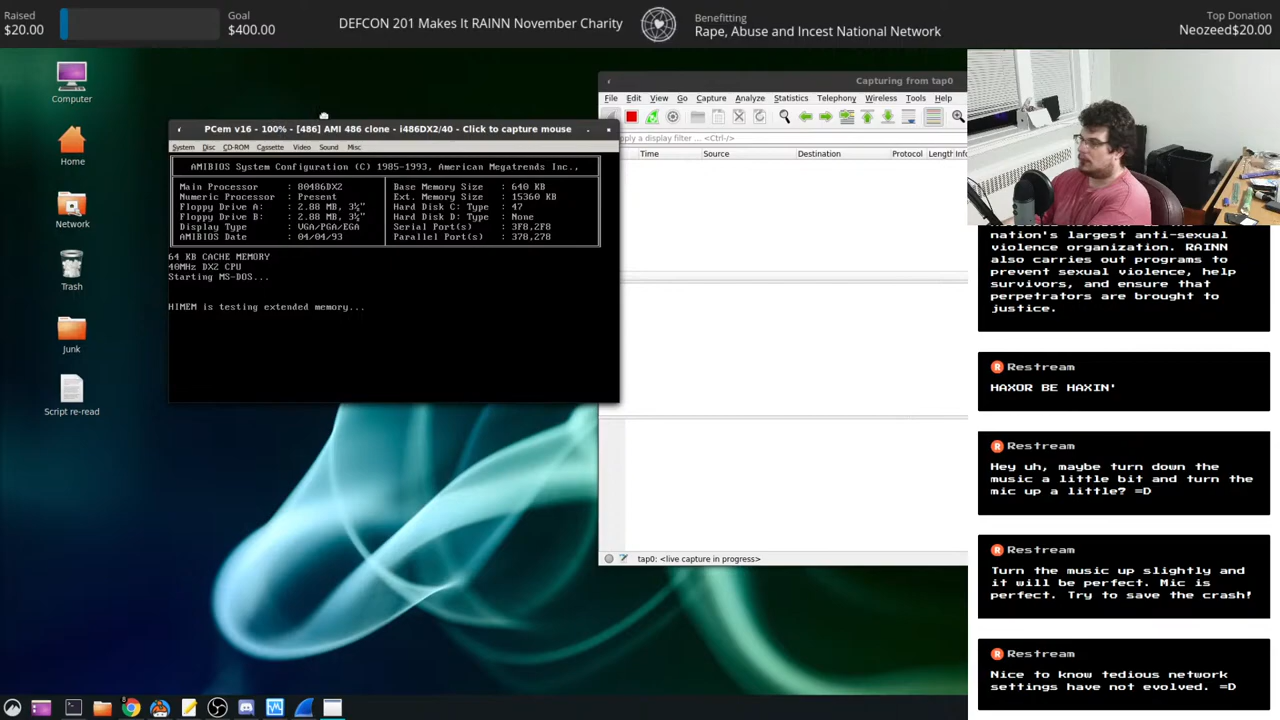 Raised
$20.00
Goal
$400.00
DEFCON 201 Makes It RAINN November Charity
Benefitting
Rape, Abuse and Incest National Network
Top Donation
Neozeed$20.00
Computer
Home
Network
Trash
Junk
Script re-read
PCem v16 - 100% - [486] AMI 486 clone - i486DX2/40 - Click to capture mouse
System Disc CD-ROM Cassette Video Sound Misc
AMIBIOS System Configuration (C) 1985-1993, American Megatrends Inc.,
Main Processor : 80486DX2 Base Memory Size : 640 KB
Numeric Processor : Present Ext. Memory Size : 15360 KB
Floppy Drive A: : 2.88 MB, 3½" Hard Disk C: Type : 47
Floppy Drive B: : 2.88 MB, 3½" Hard Disk D: Type : None
Display Type : VGA/PGA/EGA Serial Port(s) : 3F8,2F8
AMIBIOS Date : 04/04/93 Parallel Port(s) : 378,278
64 KB CACHE MEMORY
40MHz DX2 CPU
Starting MS-DOS...
HIMEM is testing extended memory...
Capturing from tap0
File Edit View Go Capture Analyze Statistics Telephony Wireless Tools Help
pply a display filter ... <Ctrl-/>
Time Source Destination Protocol Length Info
tap0: <live capture in progress>
nation's largest anti-sexual
violence organization. RAINN
also carries out programs to
prevent sexual violence, help
survivors, and ensure that
perpetrators are brought to
justice.
Restream
HAXOR BE HAXIN'
Restream
Hey uh, maybe turn down the
music a little bit and turn the
mic up a little? =D
Restream
Turn the music up slightly and
it will be perfect. Mic is
perfect. Try to save the crash!
Restream
Nice to know tedious network
settings have not evolved. =D